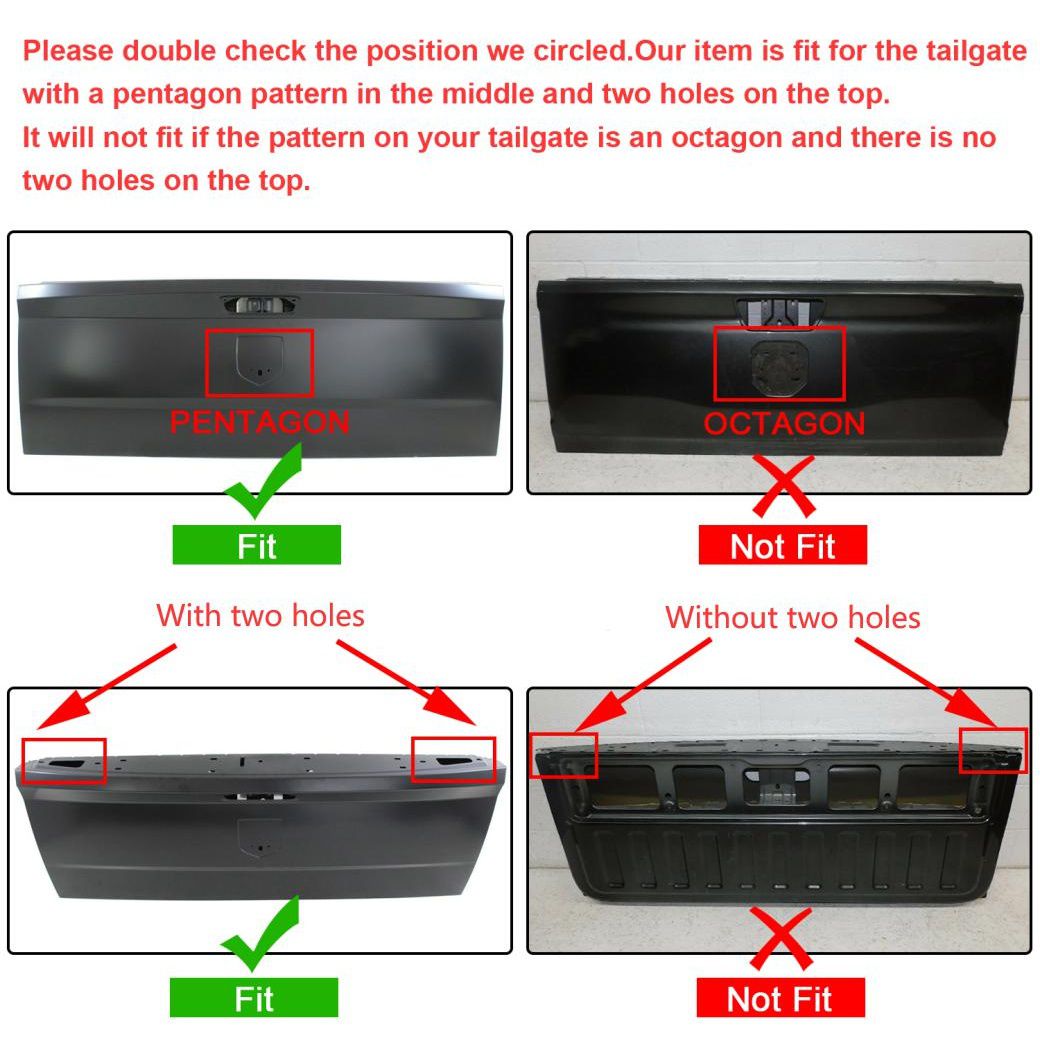 Please double check the position we circled.Our item is fit for the tailgate
with a pentagon pattern in the middle and two holes on the top.
It will not fit if the pattern on your tailgate is an octagon and there is no
two holes on the top.
PENTAGON
OCTAGON
Fit
Not Fit
With two holes
Without two holes
Fit
Not Fit